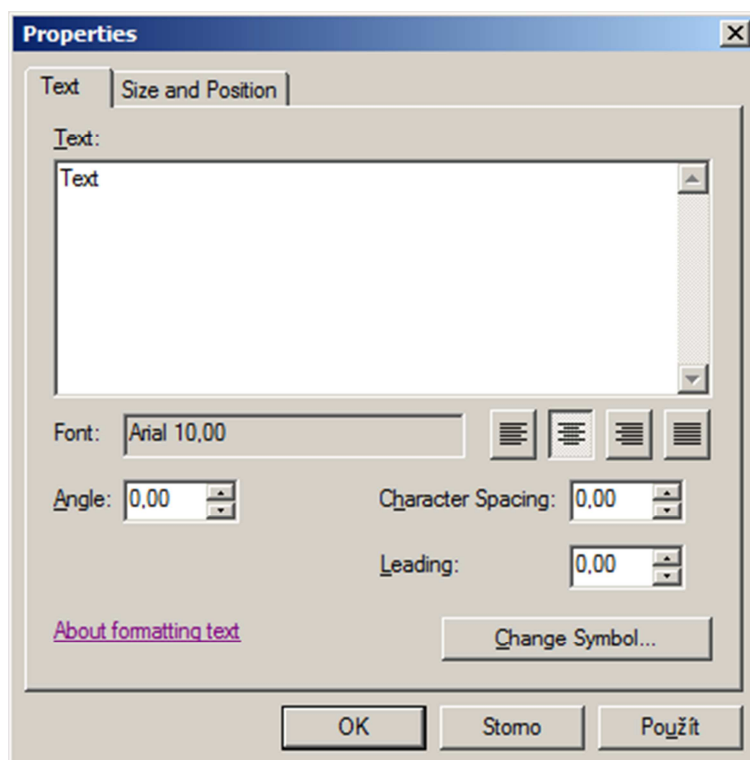 Properties
Text Size and Position
Text:
Text
Font: Arial 10,00
Angle: 0,00 Character Spacing: 0,00
Leading: 0,00
About formatting text Change Symbol...
OK Storno Použít